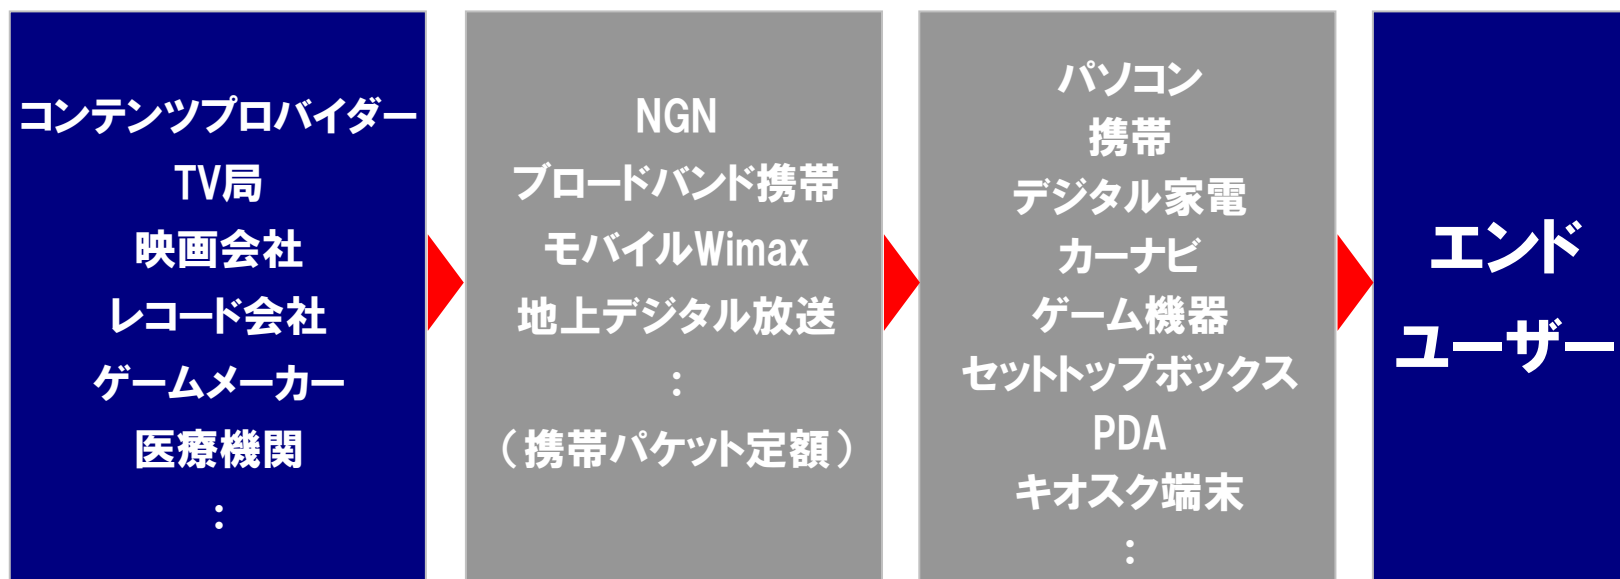 コンテンツプロバイダー
TV局
映画会社
レコード会社
ゲームメーカー
医療機関
:
NGN
ブロードバンド携帯
モバイルWimax
地上デジタル放送
:
（携帯パケット定額）
パソコン
携帯
デジタル家電
カーナビ
ゲーム機器
セットトップボックス
PDA
キオスク端末
:
エンド
ユーザー